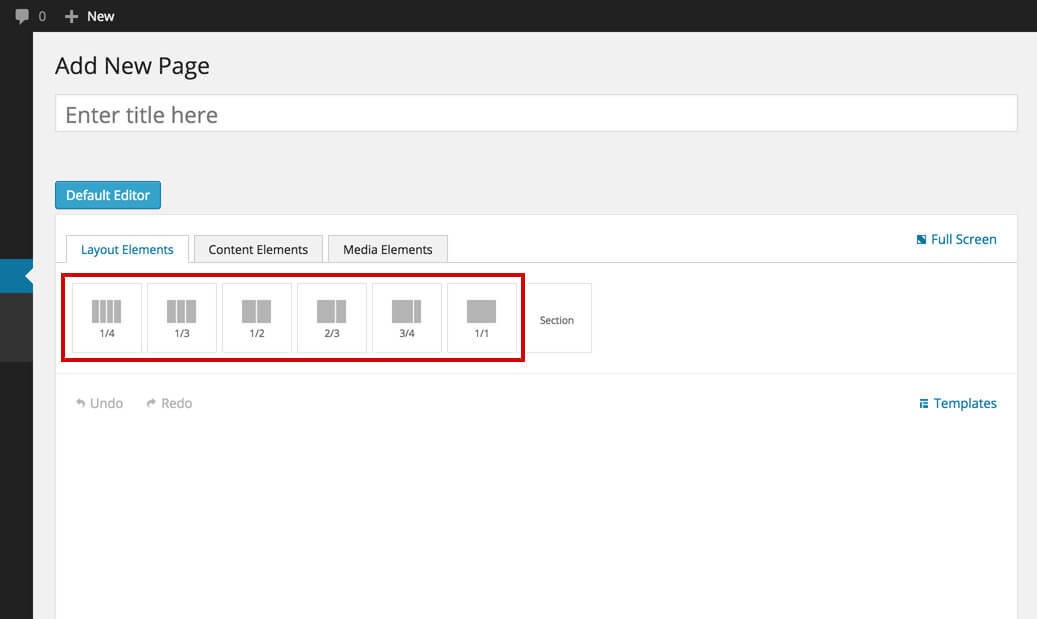 0 New
Add New Page
Enter title here
Default Editor
Layout Elements Content Elements Media Elements Full Screen
1/4 1/3 1/2 2/3 3/4 1/1 Section
Undo Redo Templates